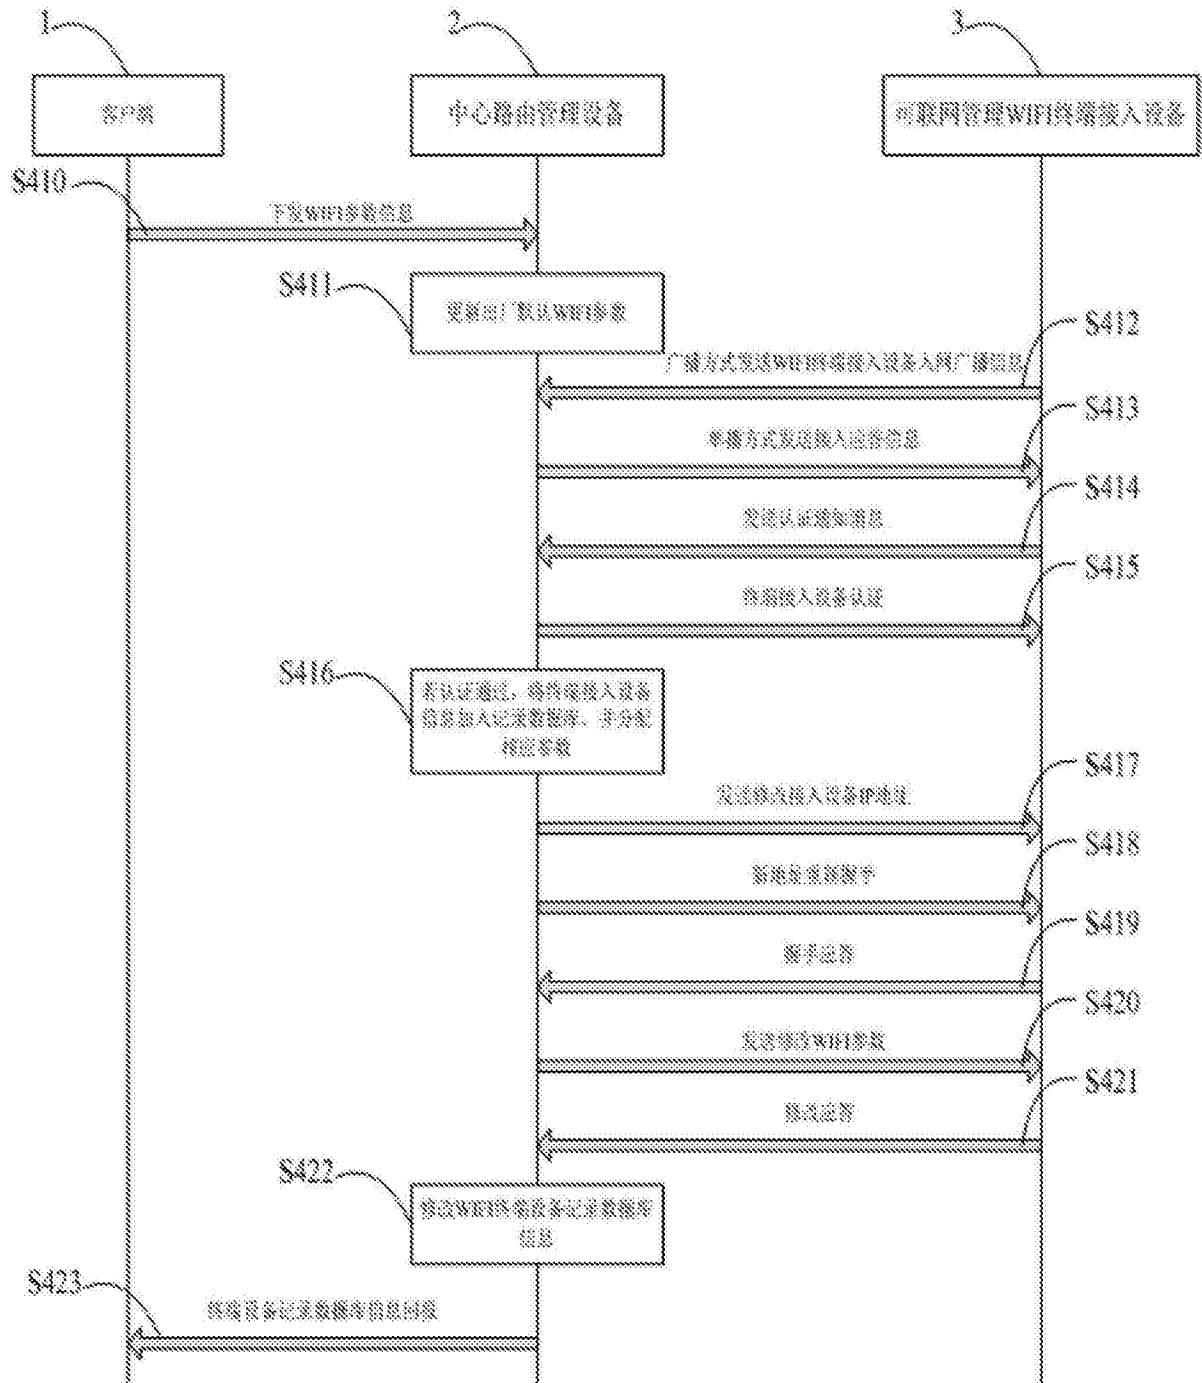 1
2
3
客户端
中心路由管理设备
可联网管理WIFI终端接入设备
S410
下发WIFI参数信息
S411
更新出厂默认WIFI参数
S412
广播方式发送WIFI终端接入设备入网广播信息
S413
单播方式发送接入应答信息
S414
发送认证通知消息
S415
终端接入设备认证
S416
若认证通过，将终端接入设备
信息加入记录数据库，并分配
相应参数
S417
发送修改接入设备IP地址
S418
新地址重新握手
S419
握手应答
S420
发送修改WIFI参数
S421
修改应答
S422
修改WIFI终端设备记录数据库
信息
S423
终端设备记录数据库信息回馈